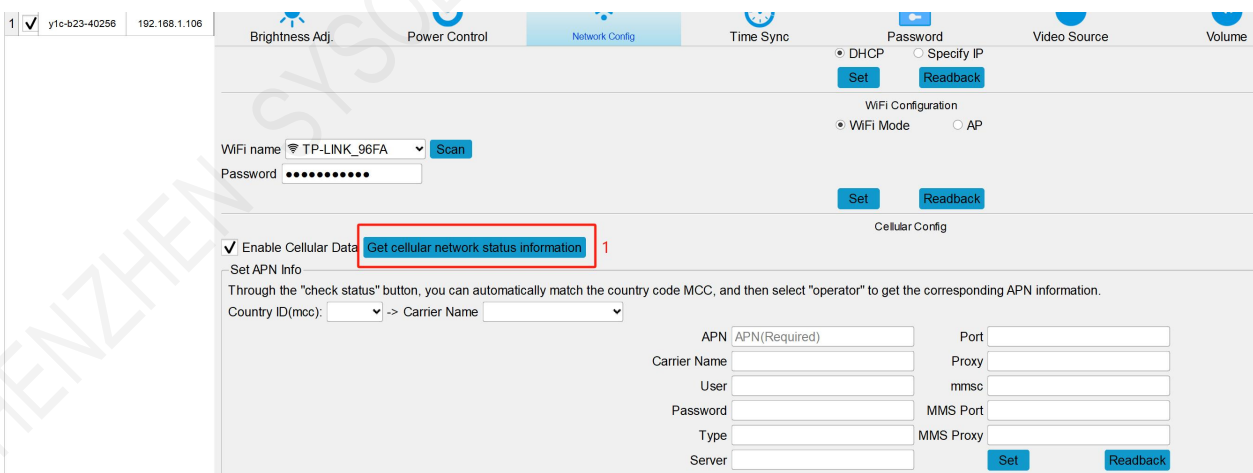 1 y1c-b23-40256 192.168.1.106
Brightness Adj. Power Control Network Config Time Sync Password Video Source Volume
DHCP Specify IP
Set Readback
WiFi Configuration
WiFi Mode AP
WiFi name TP-LINK_96FA Scan
Password ●●●●●●●●●●●
Set Readback
Cellular Config
Enable Cellular Data Get cellular network status information 1
Set APN Info
Through the "check status" button, you can automatically match the country code MCC, and then select "operator" to get the corresponding APN information.
Country ID(mcc): -> Carrier Name
APN APN(Required) Port
Carrier Name Proxy
User mmsc
Password MMS Port
Type MMS Proxy
Server Set Readback